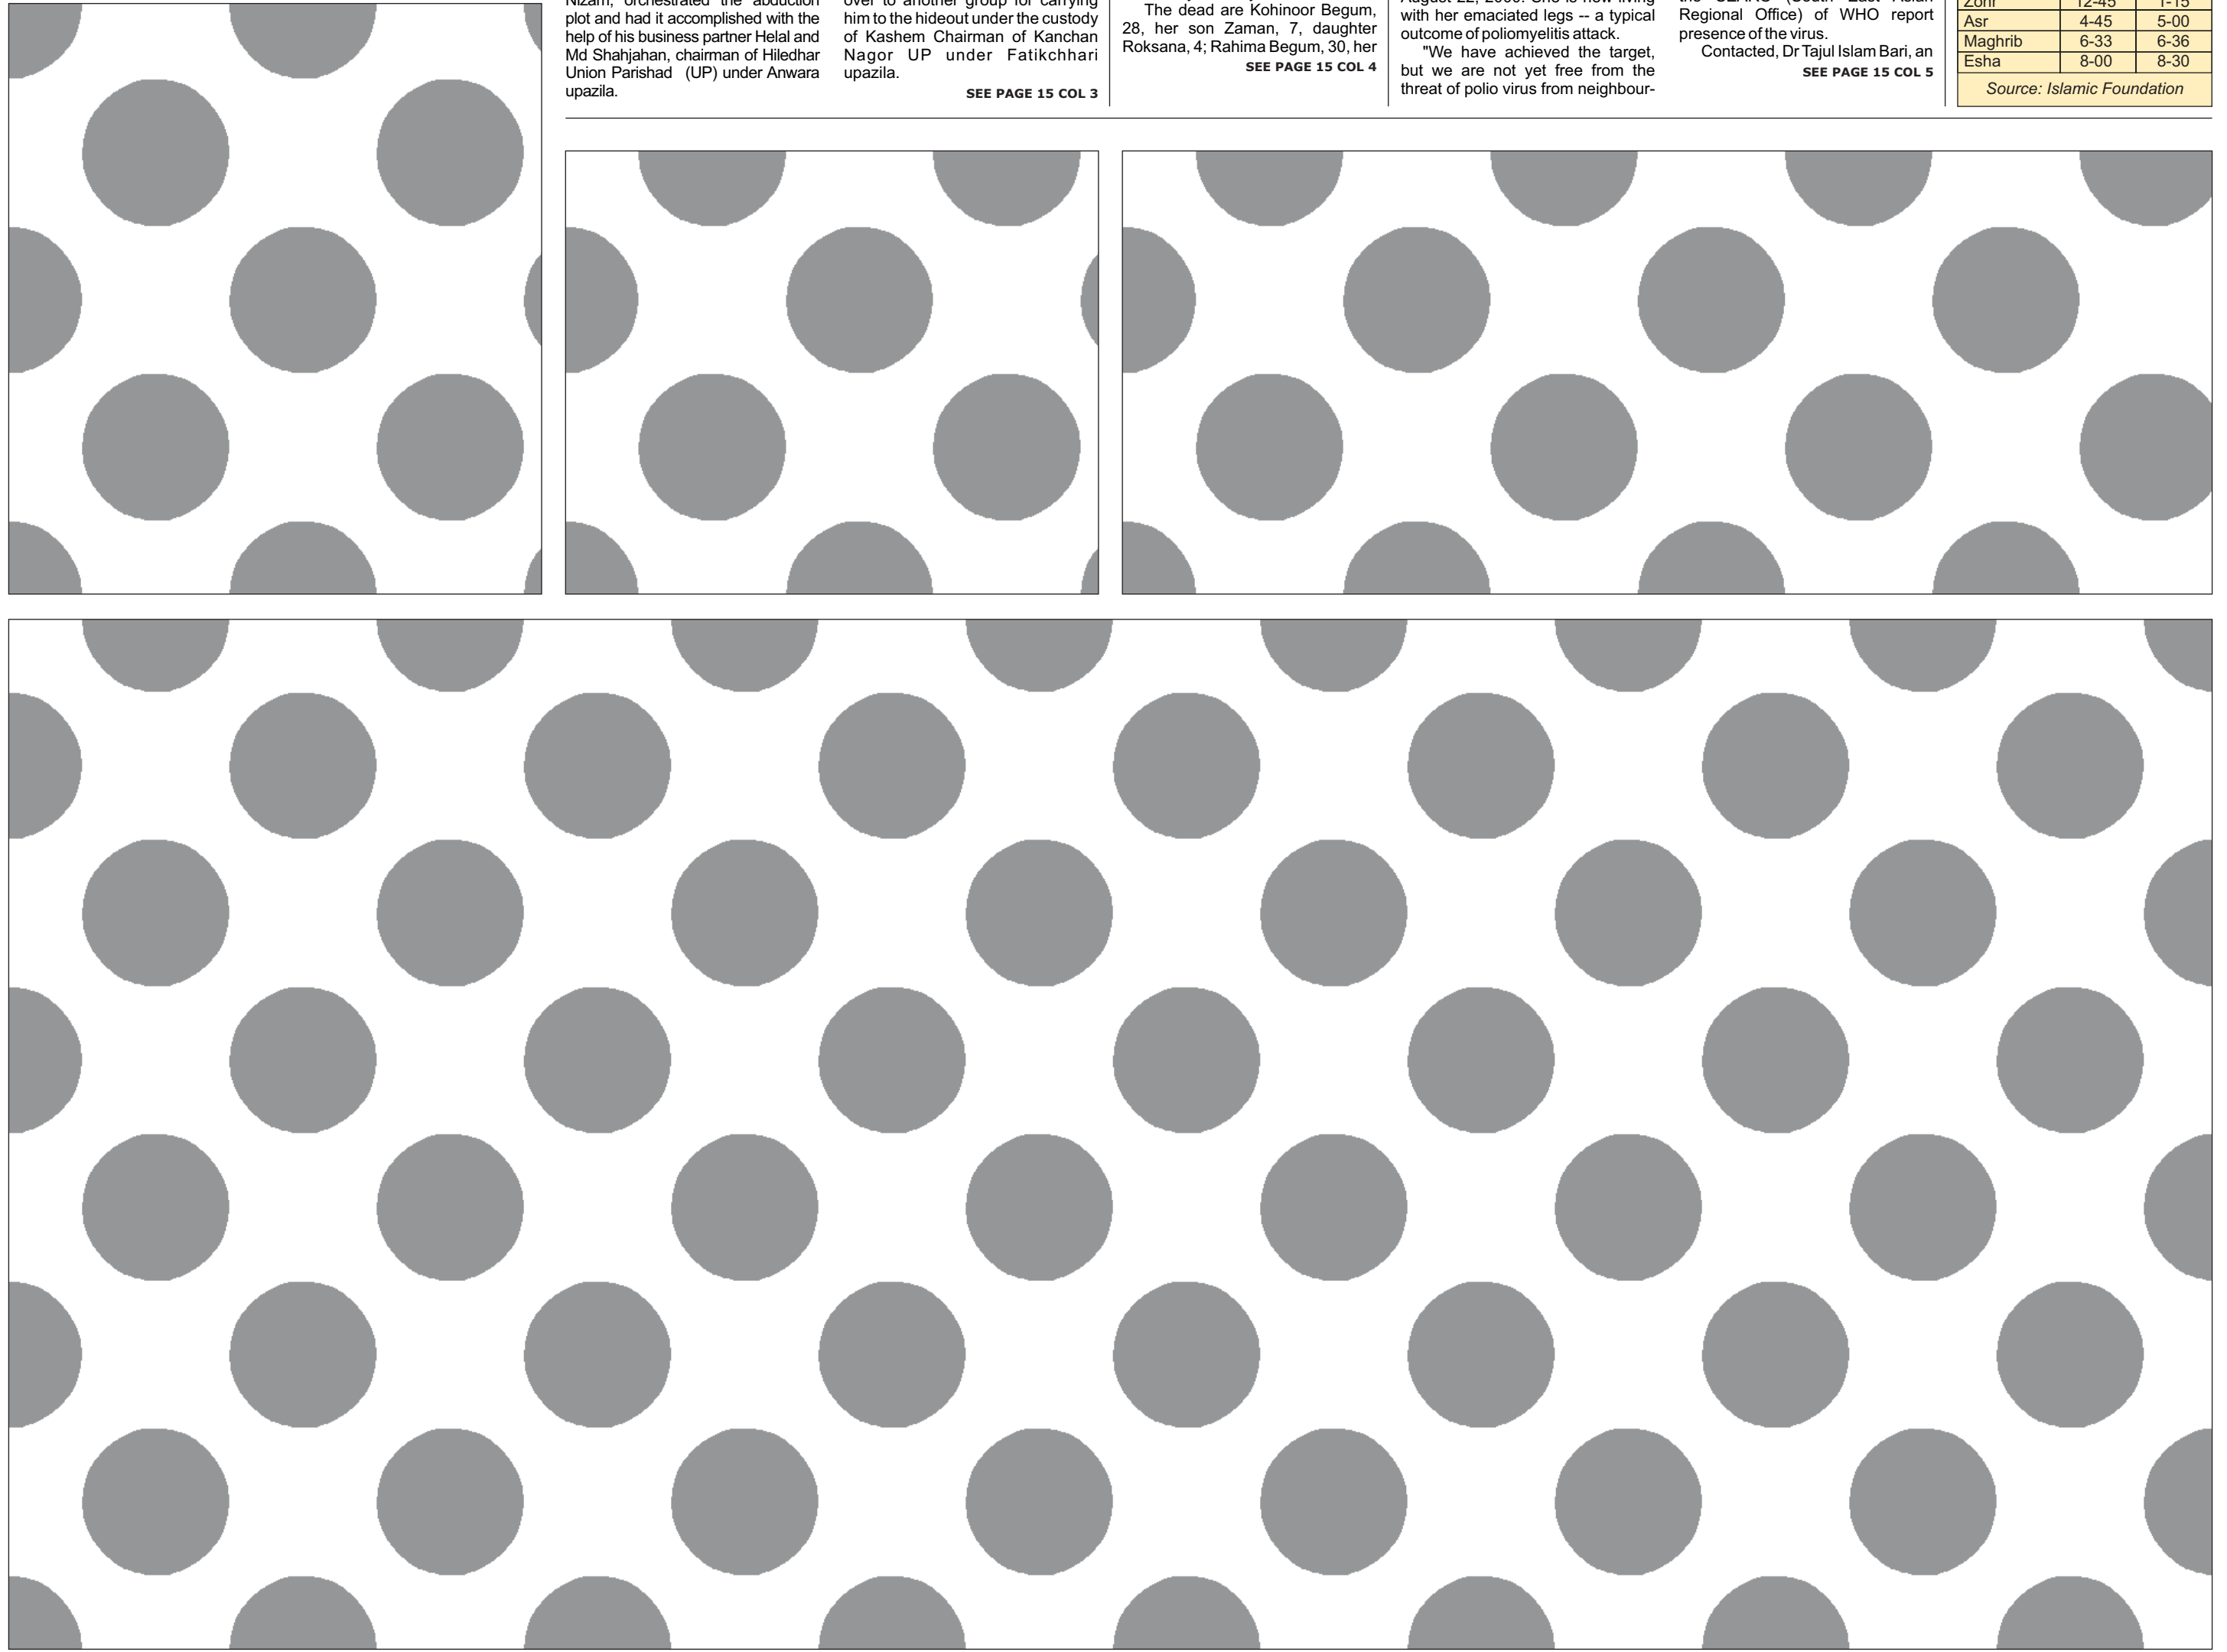 Nizam, orchestrated the abduction
plot and had it accomplished with the
help of his business partner Helal and
Md Shahjahan, chairman of Hiledhar
Union Parishad (UP) under Anwara
upazila.
over to another group for carrying
him to the hideout under the custody
of Kashem Chairman of Kanchan
Nagor UP under Fatikchhari
upazila.
SEE PAGE 15 COL 3
The dead are Kohinoor Begum,
28, her son Zaman, 7, daughter
Roksana, 4; Rahima Begum, 30, her
SEE PAGE 15 COL 4
with her emaciated legs -- a typical
outcome of poliomyelitis attack.
"We have achieved the target,
but we are not yet free from the
threat of polio virus from neighbour-
Regional Office) of WHO report
presence of the virus.
Contacted, Dr Tajul Islam Bari, an
SEE PAGE 15 COL 5
Zohr 12-45 1-15
Asr 4-45 5-00
Maghrib 6-33 6-36
Esha 8-00 8-30
Source: Islamic Foundation